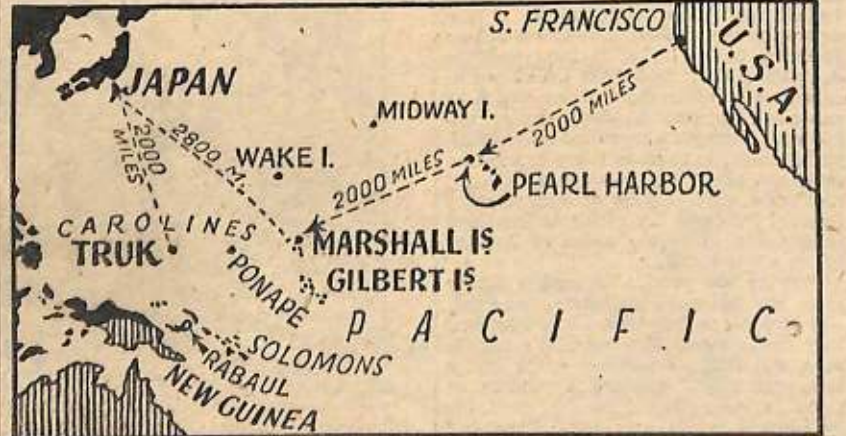 S. FRANCISCO
U.S.A.
JAPAN
MIDWAY I.
2000 MILES
2000 MILES
2800 M.
WAKE I.
2000 MILES
PEARL HARBOR
CAROLINES
TRUK
MARSHALL IS
PONAPE
GILBERT IS
PACIFIC
SOLOMONS
RABAUL
NEW GUINEA